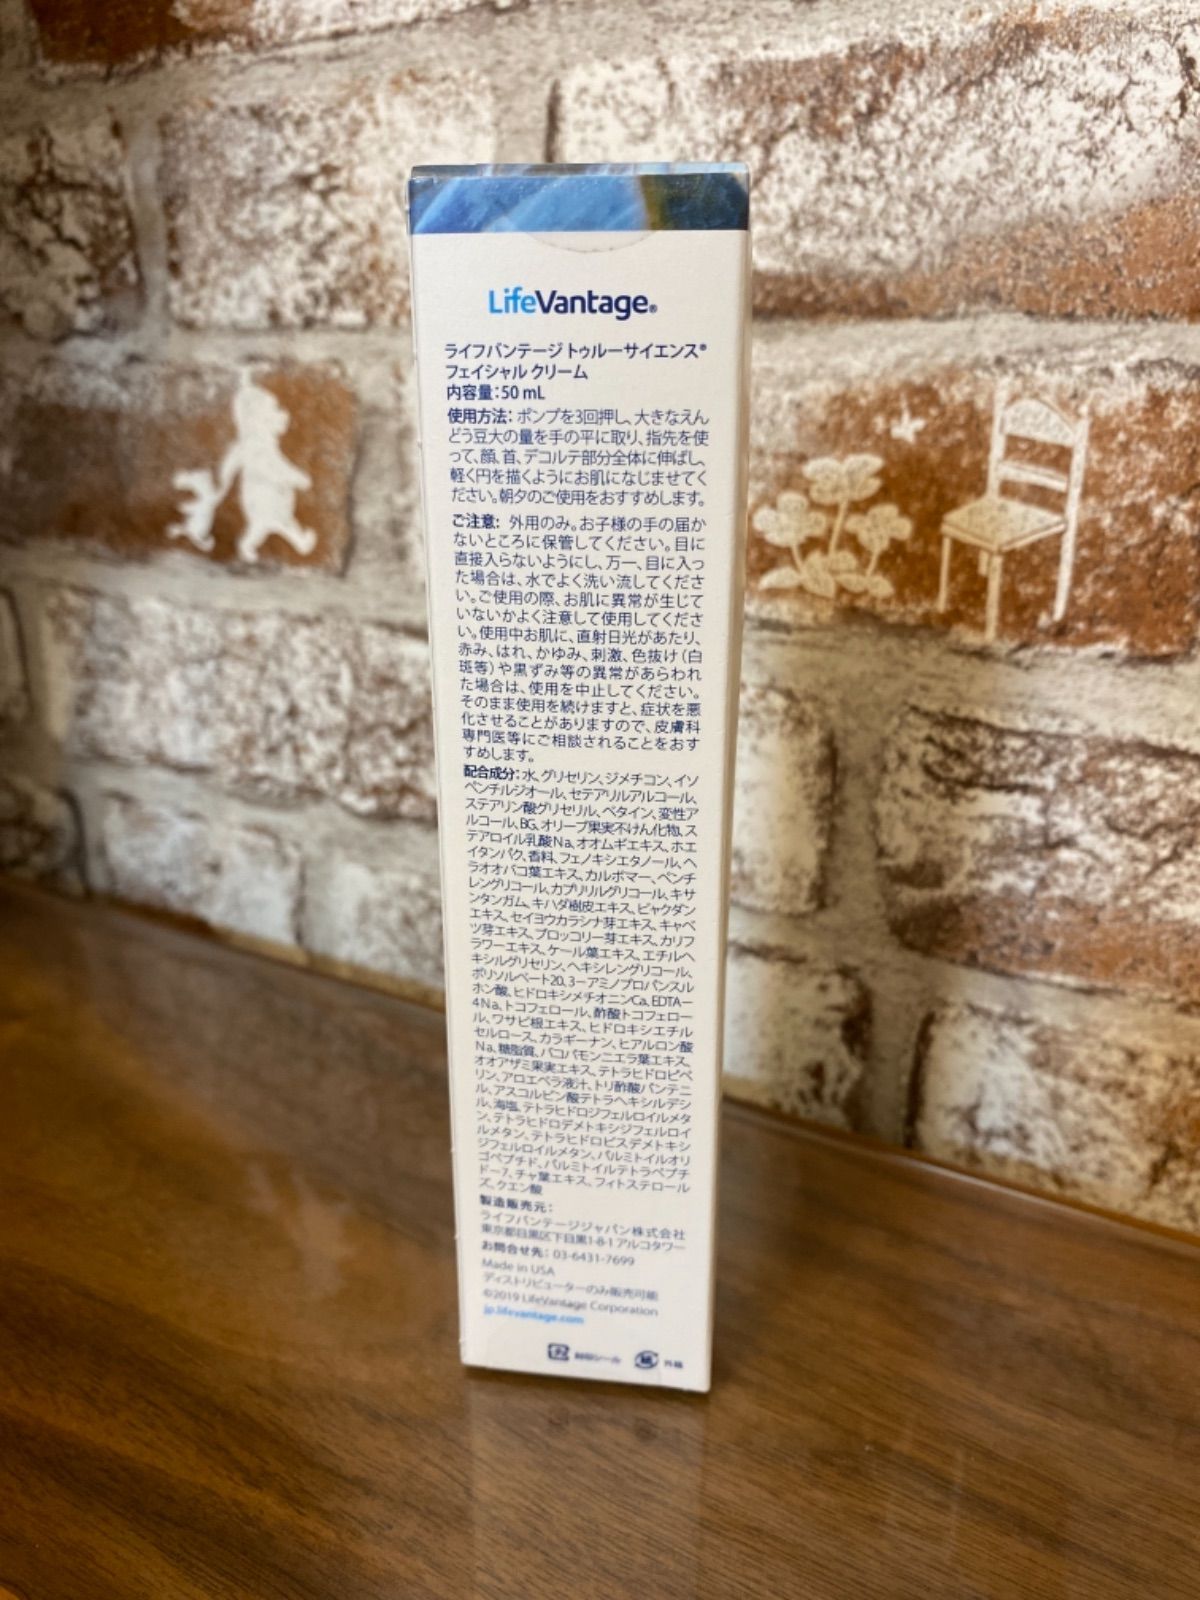 LifeVantage®
ライフバンテージ トゥルーサイエンス®
フェイシャル クリーム
内容量:50 mL
使用方法: ポンプを3回押し、大きなえん
どう豆大の量を手の平に取り、指先を使
って、顔、首、デコルテ部分全体に伸ばし、
軽く円を描くようにお肌になじませてく
ださい。朝夕のご使用をおすすめします。
ご注意: 外用のみ。お子様の手の届か
ないところに保管してください。目に
直接入らないようにし、万一、目に入っ
た場合は、水でよく洗い流してくださ
い。ご使用の際、お肌に異常が生じて
いないかよく注意して使用してくださ
い。使用中お肌に、直射日光があたり、
赤み、はれ、かゆみ、刺激、色抜け(白
斑等)や黒ずみ等の異常があらわれ
た場合は、使用を中止してください。
そのまま使用を続けますと、症状を悪
化させることがありますので、皮膚科
専門医等にご相談されることをおす
すめします。
配合成分: 水、グリセリン、ジメチコン、イソ
ペンチルジオール、セテアリルアルコール、
ステアリン酸グリセリル、ベタイン、変性ア
ルコール、BG、オリーブ果実不けん化物、ス
テアロイル乳酸Na、オオムギエキス、ホエ
イタンパク、香料、フェノキシエタノール、ヘ
ラオオバコ葉エキス、カルボマー、ペンチ
レングリコール、カプリリルグリコール、キサ
ンタンガム、キハダ樹皮エキス、ビャクダン
エキス、セイヨウカラシナ芽エキス、キャベ
ツ芽エキス、ブロッコリー芽エキス、カリフ
ラワーエキス、ケール葉エキス、エチルヘ
キシルグリセリン、ヘキシレングリコール、
ポリソルベート20、3-アミノプロパンスル
ホン酸、ヒドロキシメチオニンCa、EDTA-
4Na、トコフェロール、酢酸トコフェロー
ル、ワサビ根エキス、ヒドロキシエチル
セルロース、カラギーナン、ヒアルロン酸
Na、糖脂質、バコパモンニエラ葉エキス、
オオアザミ果実エキス、テトラヒドロピペ
リン、アロエベラ液汁、トリ酢酸パンテニ
ル、アスコルビン酸テトラヘキシルデシ
ル、海塩、テトラヒドロジフェルロイルメタ
ン、テトラヒドロデメトキシジフェルロイ
ルメタン、テトラヒドロビスデメトキシ
ジフェルロイルメタン、パルミトイルオリ
ゴペプチド、パルミトイルテトラペプチ
ド-7、チャ葉エキス、フィトステロール
ズ、クエン酸
製造販売元:
ライフバンテージジャパン株式会社
東京都目黒区下目黒1-8-1アルコタワー
お問合せ先: 03-6431-7699
Made in USA
ディストリビューターのみ販売可能
©2019 LifeVantage Corporation
jp.lifevantage.com
プラ 封印シール 紙 外箱